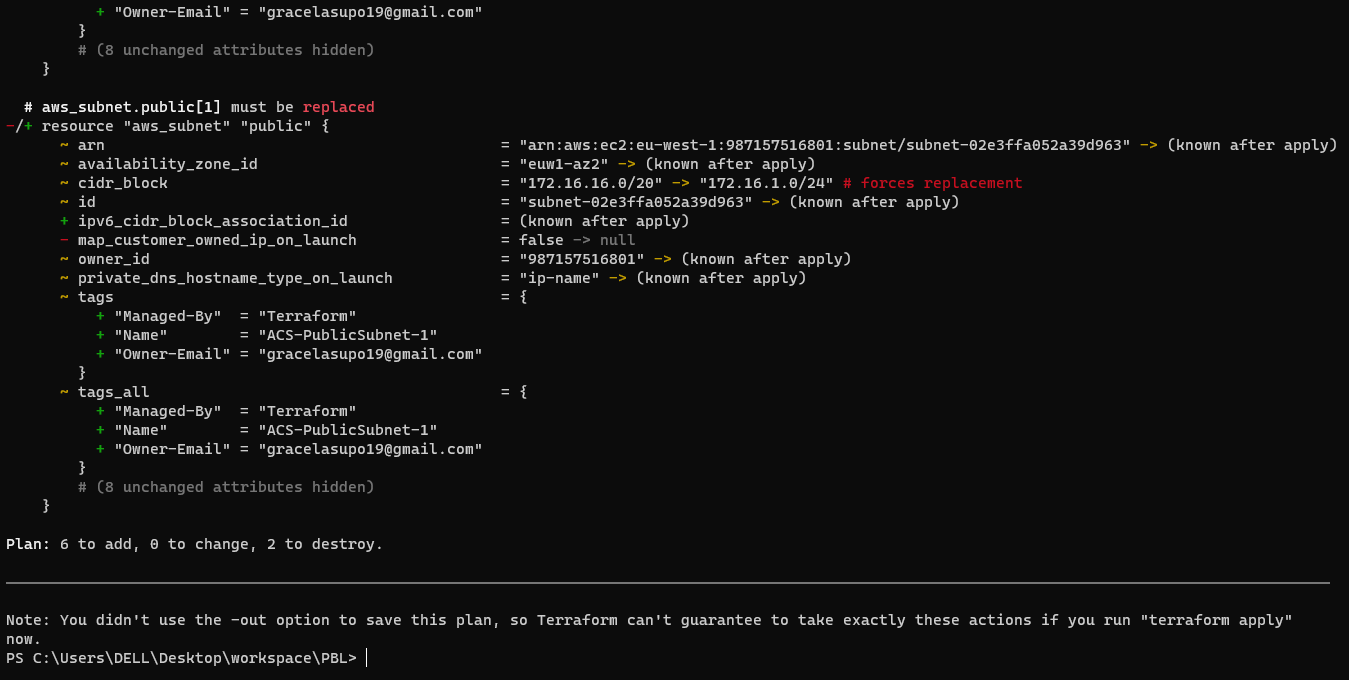 + "Owner-Email" = "gracelasupo19@gmail.com"
}
# (8 unchanged attributes hidden)
}
# aws_subnet.public[1] must be replaced
-/+ resource "aws_subnet" "public" {
~ arn = "arn:aws:ec2:eu-west-1:987157516801:subnet/subnet-02e3ffa052a39d963" -> (known after apply)
~ availability_zone_id = "euw1-az2" -> (known after apply)
~ cidr_block = "172.16.16.0/20" -> "172.16.1.0/24" # forces replacement
~ id = "subnet-02e3ffa052a39d963" -> (known after apply)
+ ipv6_cidr_block_association_id = (known after apply)
- map_customer_owned_ip_on_launch = false -> null
~ owner_id = "987157516801" -> (known after apply)
~ private_dns_hostname_type_on_launch = "ip-name" -> (known after apply)
~ tags = {
+ "Managed-By" = "Terraform"
+ "Name" = "ACS-PublicSubnet-1"
+ "Owner-Email" = "gracelasupo19@gmail.com"
}
~ tags_all = {
+ "Managed-By" = "Terraform"
+ "Name" = "ACS-PublicSubnet-1"
+ "Owner-Email" = "gracelasupo19@gmail.com"
}
# (8 unchanged attributes hidden)
}
Plan: 6 to add, 0 to change, 2 to destroy.
Note: You didn't use the -out option to save this plan, so Terraform can't guarantee to take exactly these actions if you run "terraform apply"
now.
PS C:\Users\DELL\Desktop\workspace\PBL>